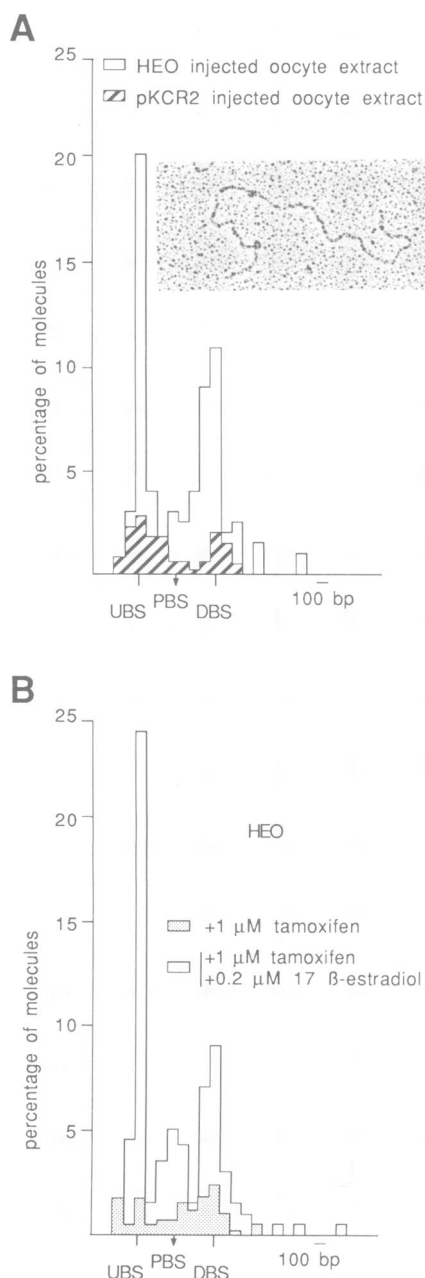 A
25
HEO injected oocyte extract
pKCR2 injected oocyte extract
20
15
10
5
percentage of molecules
UBS
PBS
DBS
100 bp
B
25
20
HEO
+1 μM tamoxifen
15
+1 μM tamoxifen
+0.2 μM 17 ß-estradiol
10
5
percentage of molecules
UBS
PBS
DBS
100 bp